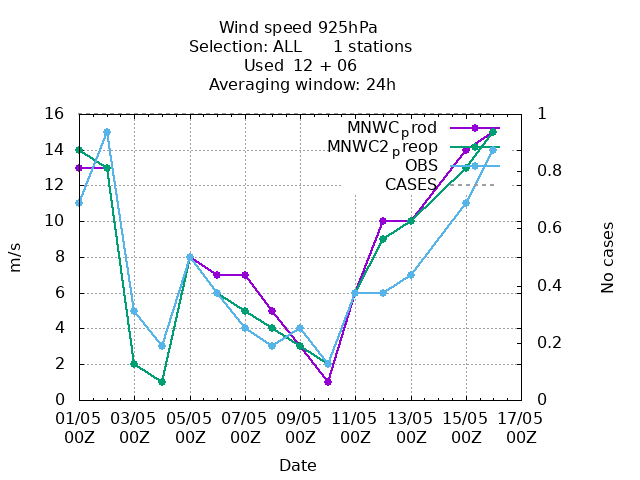 Wind speed 925hPa
Selection: ALL 1 stations
Used 12 + 06
Averaging window: 24h
16
14
12
10
8
6
4
2
0
m/s
1
0.8
0.6
0.4
0.2
0
No cases
MNWCprod
MNWC2preop
OBS
CASES
01/05 03/05 05/05 07/05 09/05 11/05 13/05 15/05 17/05
00Z 00Z 00Z 00Z 00Z 00Z 00Z 00Z 00Z
Date